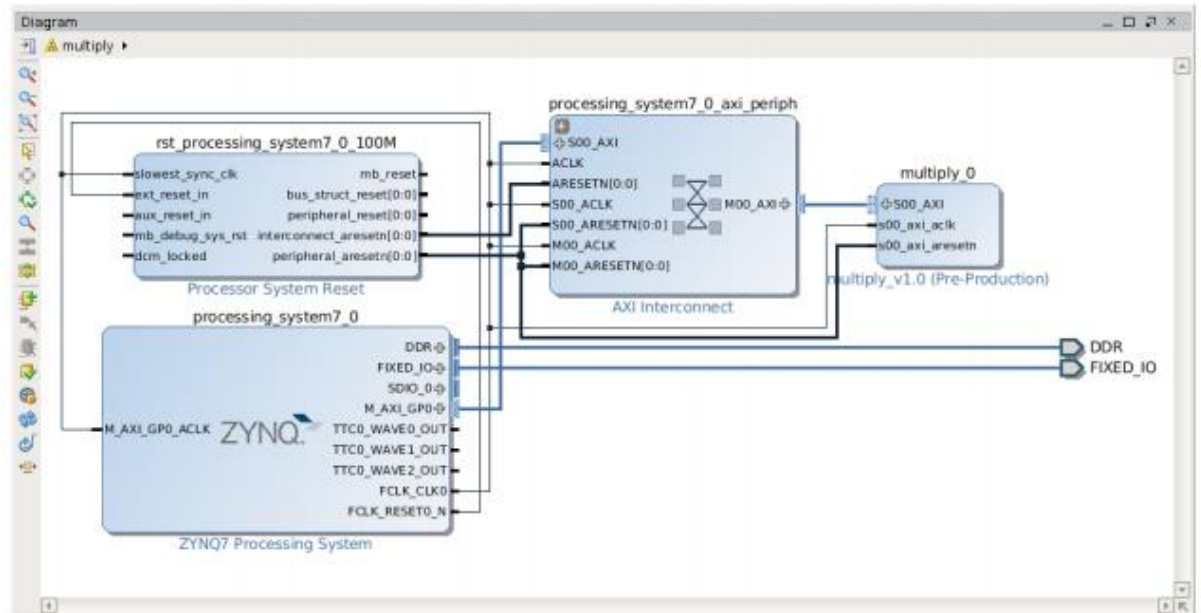 Diagram
multiply
processing_system7_0_axi_periph
rst_processing_system7_0_100M
slowest_sync_clk
ext_reset_in
aux_reset_in
mb_debug_sys_rst
dcm_locked
mb_reset
bus_struct_reset[0:0]
peripheral_reset[0:0]
interconnect_aresetn[0:0]
peripheral_aresetn[0:0]
Processor System Reset
S00_AXI
ACLK
ARESETN[0:0]
S00_ACLK
S00_ARESETN[0:0]
M00_ACLK
M00_ARESETN[0:0]
M00_AXI
AXI Interconnect
multiply_0
S00_AXI
s00_axi_aclk
s00_axi_aresetn
multiply_v1.0 (Pre-Production)
processing_system7_0
M_AXI_GP0_ACLK
ZYNQ.
DDR
FIXED_IO
SDIO_0
M_AXI_GP0
TTC0_WAVE0_OUT
TTC0_WAVE1_OUT
TTC0_WAVE2_OUT
FCLK_CLK0
FCLK_RESET0_N
ZYNQ7 Processing System
DDR
FIXED_IO